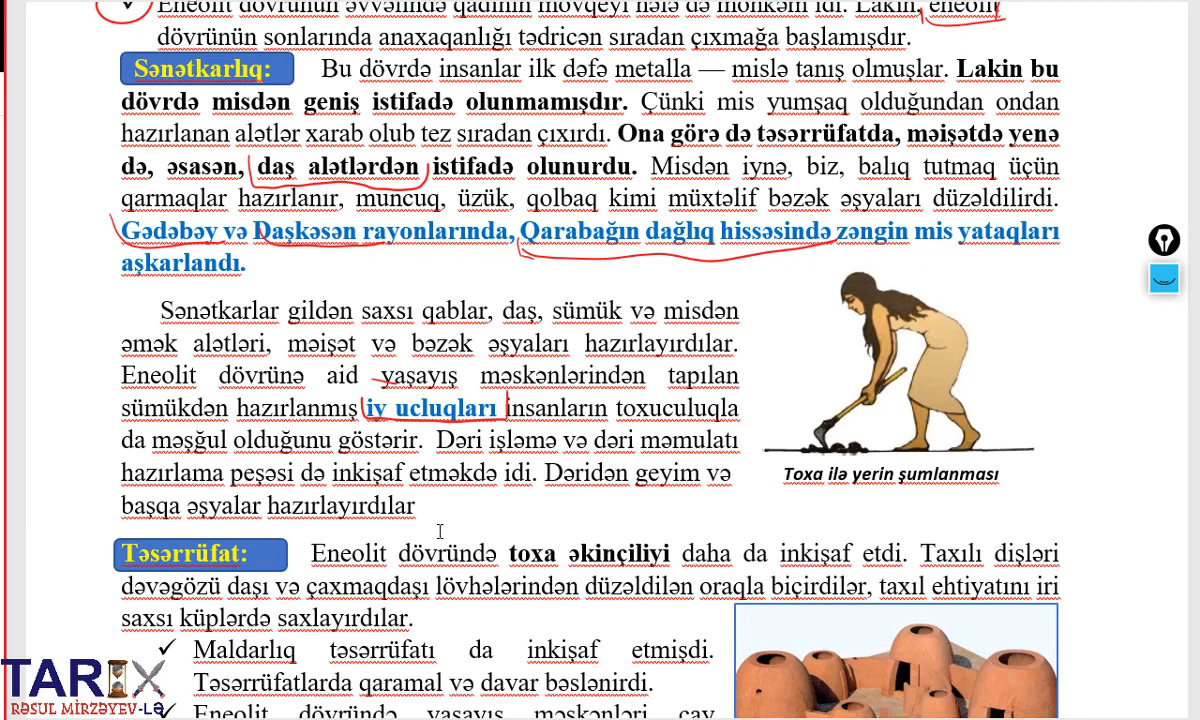 Eneolit dövrünün əvvəlində qadının mövqeyi hələ də möhkəm idi. Lakin, eneolit
dövrünün sonlarında anaxaqanlığı tədricən sıradan çıxmağa başlamışdır.
Sənətkarlıq: Bu dövrdə insanlar ilk dəfə metalla — mislə tanış olmuşlar. Lakin bu
dövrdə misdən geniş istifadə olunmamışdır. Çünki mis yumşaq olduğundan ondan
hazırlanan alətlər xarab olub tez sıradan çıxırdı. Ona görə də təsərrüfatda, məişətdə yenə
də, əsasən, daş alətlərdən istifadə olunurdu. Misdən iynə, biz, balıq tutmaq üçün
qarmaqlar hazırlanır, muncuq, üzük, qolbaq kimi müxtəlif bəzək əşyaları düzəldilirdi.
Gədəbəy və Daşkəsən rayonlarında, Qarabağın dağlıq hissəsində zəngin mis yataqları
aşkarlandı.
Sənətkarlar gildən saxsı qablar, daş, sümük və misdən
əmək alətləri, məişət və bəzək əşyaları hazırlayırdılar.
Eneolit dövrünə aid yaşayış məskənlərindən tapılan
sümükdən hazırlanmış iy ucluqları insanların toxuculuqla
da məşğul olduğunu göstərir. Dəri işləmə və dəri məmulatı
hazırlama peşəsi də inkişaf etməkdə idi. Dəridən geyim və
başqa əşyalar hazırlayırdılar
Toxa ilə yerin şumlanması
Təsərrüfat: Eneolit dövründə toxa əkinçiliyi daha da inkişaf etdi. Taxılı dişləri
dəvəgözü daşı və çaxmaqdaşı lövhələrindən düzəldilən oraqla biçirdilər, taxıl ehtiyatını iri
saxsı küplərdə saxlayırdılar.
Maldarlıq təsərrüfatı da inkişaf etmişdi.
Təsərrüfatlarda qaramal və davar bəslənirdi.
Eneolit dövründə yaşayış məskənləri çay
TARIX
RƏSUL MİRZƏYEV-LƏ